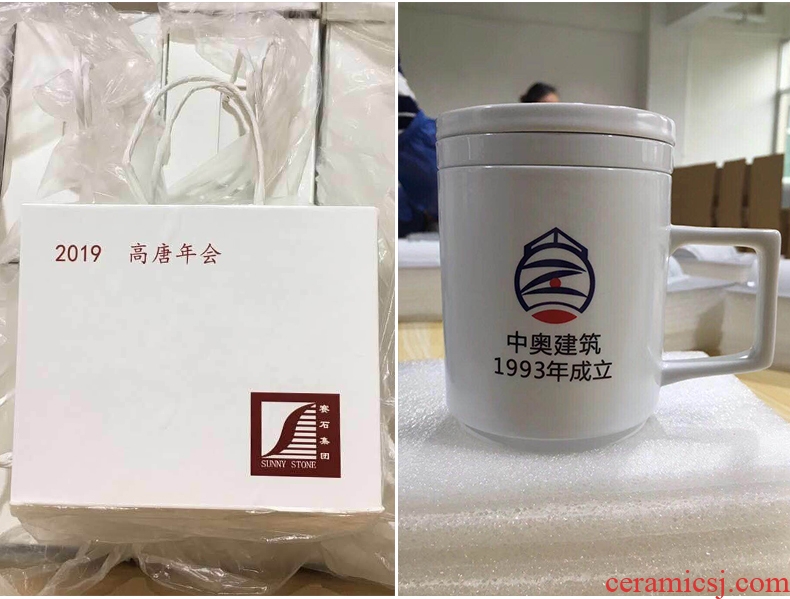 2019 高唐年会
赛石集团
SUNNY STONE
中奥建筑
1993年成立
ceramicsj.com